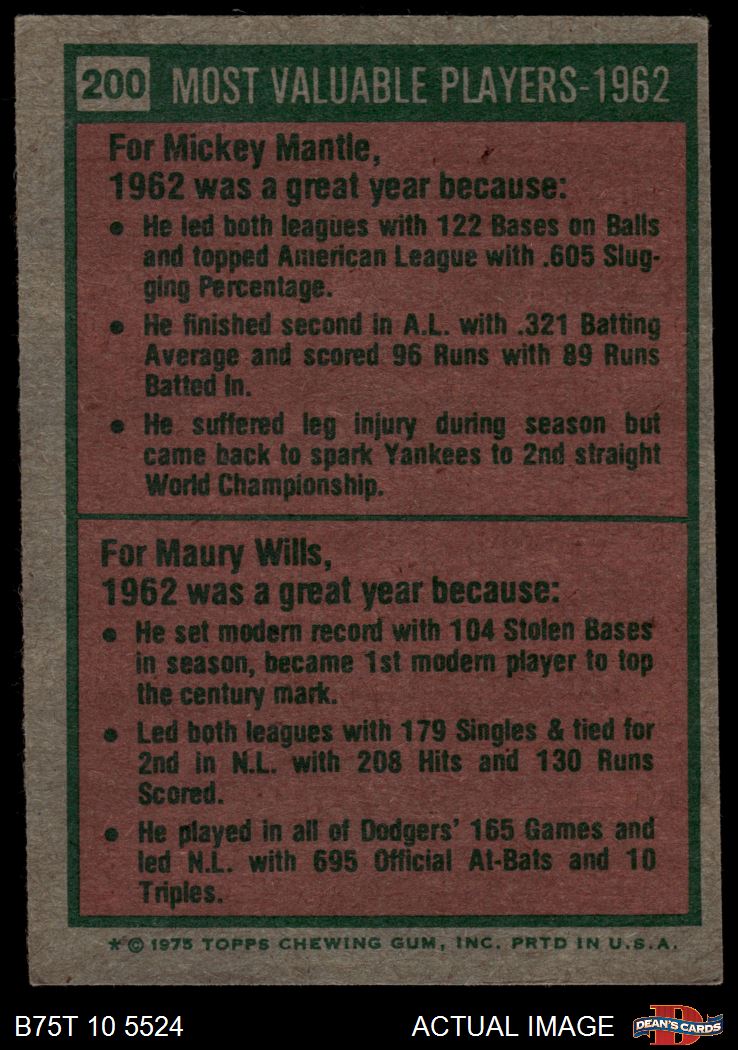 200 MOST VALUABLE PLAYERS-1962
For Mickey Mantle,
1962 was a great year because:
• He led both leagues with 122 Bases on Balls
and topped American League with .605 Slug-
ging Percentage.
• He finished second in A.L. with .321 Batting
Average and scored 96 Runs with 89 Runs
Batted In.
• He suffered leg injury during season but
came back to spark Yankees to 2nd straight
World Championship.
For Maury Wills,
1962 was a great year because:
• He set modern record with 104 Stolen Bases
in season, became 1st modern player to top
the century mark.
• Led both leagues with 179 Singles & tied for
2nd in N.L. with 208 Hits and 130 Runs
Scored.
• He played in all of Dodgers' 165 Games and
led N.L. with 695 Official At-Bats and 10
Triples.
* © 1975 TOPPS CHEWING GUM, INC. PRTD IN U.S.A.
B75T 10 5524 ACTUAL IMAGE DEAN'S CARDS